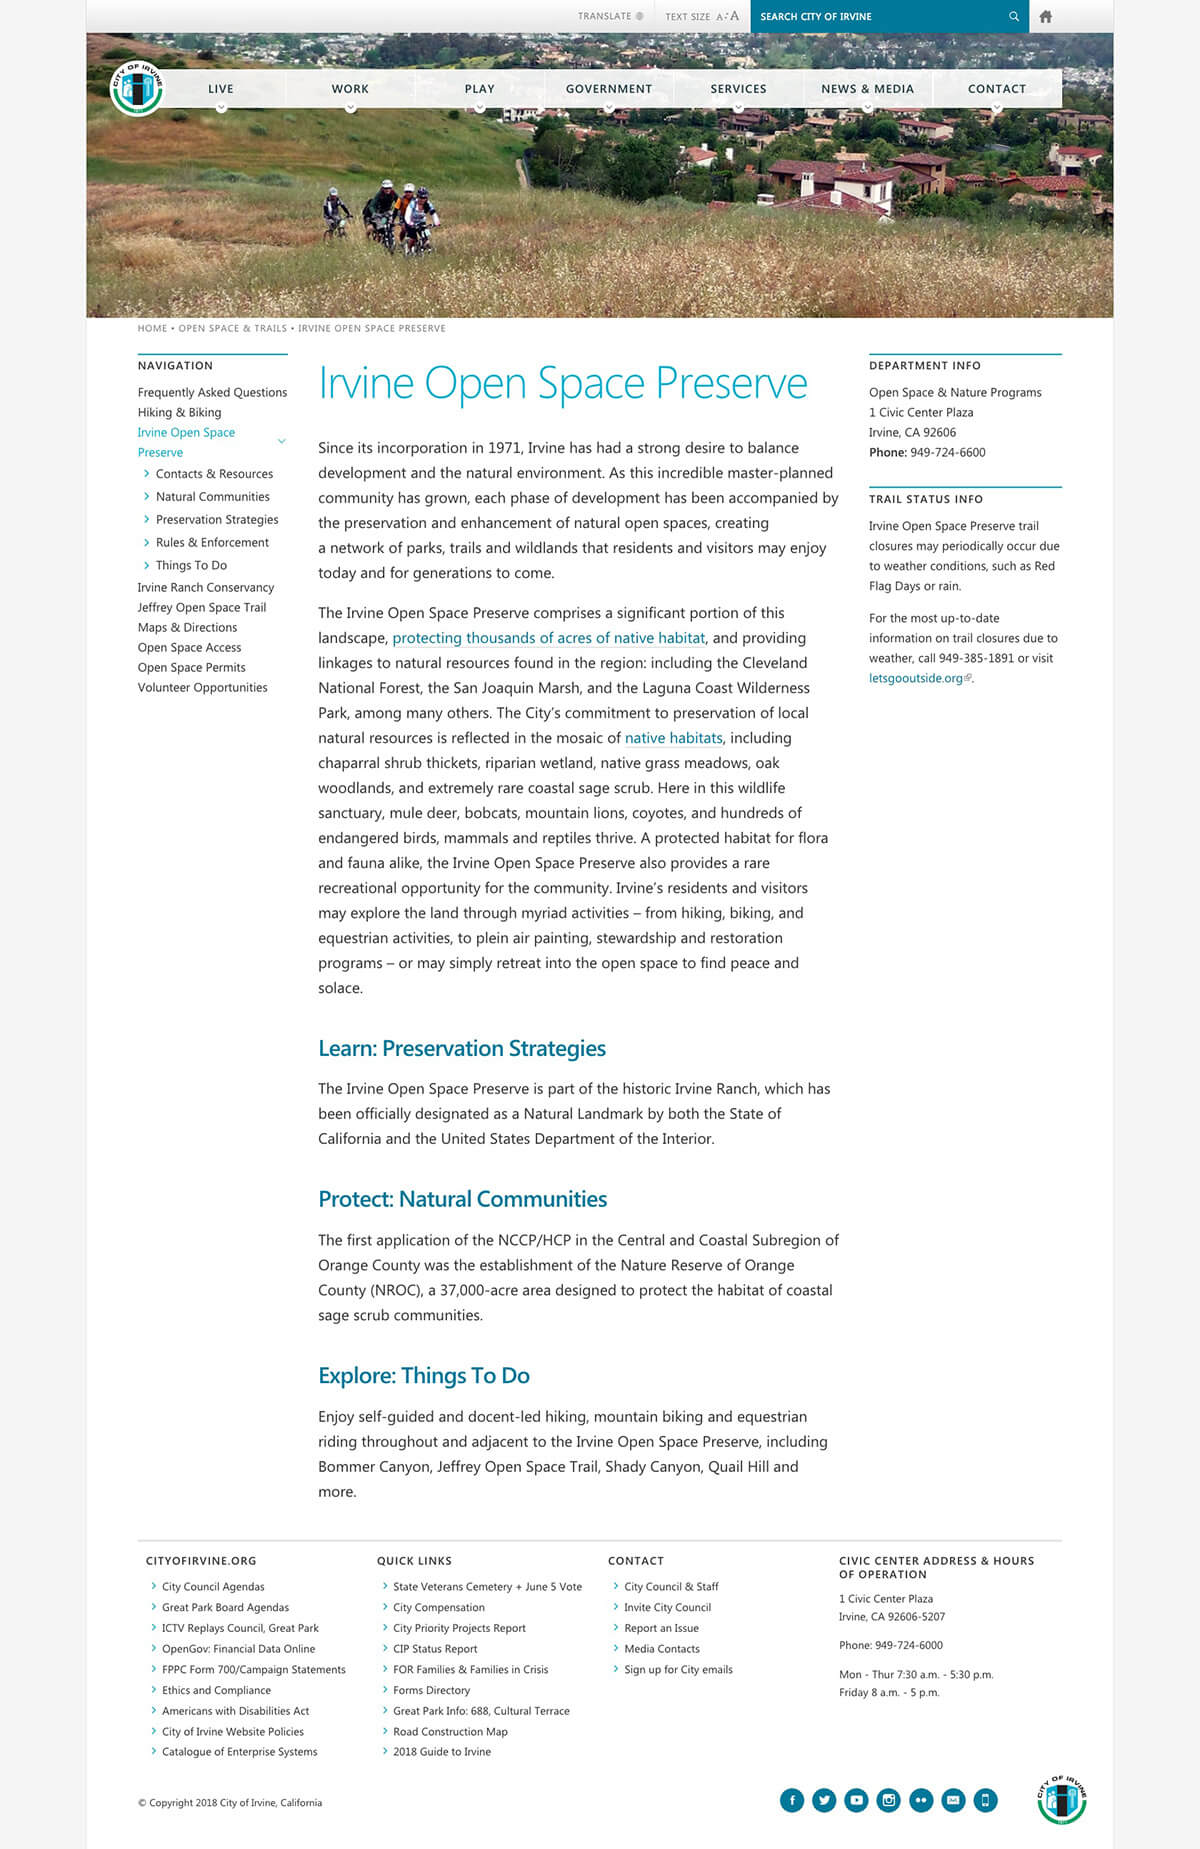 TRANSLATE
TEXT SIZE A A
SEARCH CITY OF IRVINE
CITY OF IRVINE
LIVE
WORK
PLAY
GOVERNMENT
SERVICES
NEWS & MEDIA
CONTACT
HOME • OPEN SPACE & TRAILS • IRVINE OPEN SPACE PRESERVE
NAVIGATION
Frequently Asked Questions
Hiking & Biking
Irvine Open Space
Preserve
Contacts & Resources
Natural Communities
Preservation Strategies
Rules & Enforcement
Things To Do
Irvine Ranch Conservancy
Jeffrey Open Space Trail
Maps & Directions
Open Space Access
Open Space Permits
Volunteer Opportunities
Irvine Open Space Preserve
Since its incorporation in 1971, Irvine has had a strong desire to balance
development and the natural environment. As this incredible master-planned
community has grown, each phase of development has been accompanied by
the preservation and enhancement of natural open spaces, creating
a network of parks, trails and wildlands that residents and visitors may enjoy
today and for generations to come.
The Irvine Open Space Preserve comprises a significant portion of this
landscape, protecting thousands of acres of native habitat, and providing
linkages to natural resources found in the region: including the Cleveland
National Forest, the San Joaquin Marsh, and the Laguna Coast Wilderness
Park, among many others. The City’s commitment to preservation of local
natural resources is reflected in the mosaic of native habitats, including
chaparral shrub thickets, riparian wetland, native grass meadows, oak
woodlands, and extremely rare coastal sage scrub. Here in this wildlife
sanctuary, mule deer, bobcats, mountain lions, coyotes, and hundreds of
endangered birds, mammals and reptiles thrive. A protected habitat for flora
and fauna alike, the Irvine Open Space Preserve also provides a rare
recreational opportunity for the community. Irvine’s residents and visitors
may explore the land through myriad activities – from hiking, biking, and
equestrian activities, to plein air painting, stewardship and restoration
programs – or may simply retreat into the open space to find peace and
solace.
Learn: Preservation Strategies
The Irvine Open Space Preserve is part of the historic Irvine Ranch, which has
been officially designated as a Natural Landmark by both the State of
California and the United States Department of the Interior.
Protect: Natural Communities
The first application of the NCCP/HCP in the Central and Coastal Subregion of
Orange County was the establishment of the Nature Reserve of Orange
County (NROC), a 37,000-acre area designed to protect the habitat of coastal
sage scrub communities.
Explore: Things To Do
Enjoy self-guided and docent-led hiking, mountain biking and equestrian
riding throughout and adjacent to the Irvine Open Space Preserve, including
Bommer Canyon, Jeffrey Open Space Trail, Shady Canyon, Quail Hill and
more.
DEPARTMENT INFO
Open Space & Nature Programs
1 Civic Center Plaza
Irvine, CA 92606
Phone: 949-724-6600
TRAIL STATUS INFO
Irvine Open Space Preserve trail
closures may periodically occur due
to weather conditions, such as Red
Flag Days or rain.
For the most up-to-date
information on trail closures due to
weather, call 949-385-1891 or visit
letsgooutside.org.
CITYOFIRVINE.ORG
City Council Agendas
Great Park Board Agendas
ICTV Replays Council, Great Park
OpenGov: Financial Data Online
FPPC Form 700/Campaign Statements
Ethics and Compliance
Americans with Disabilities Act
City of Irvine Website Policies
Catalogue of Enterprise Systems
QUICK LINKS
State Veterans Cemetery + June 5 Vote
City Compensation
City Priority Projects Report
CIP Status Report
FOR Families & Families in Crisis
Forms Directory
Great Park Info: 688, Cultural Terrace
Road Construction Map
2018 Guide to Irvine
CONTACT
City Council & Staff
Invite City Council
Report an Issue
Media Contacts
Sign up for City emails
CIVIC CENTER ADDRESS & HOURS
OF OPERATION
1 Civic Center Plaza
Irvine, CA 92606-5207
Phone: 949-724-6000
Mon - Thur 7:30 a.m. - 5:30 p.m.
Friday 8 a.m. - 5 p.m.
© Copyright 2018 City of Irvine, California
CITY OF IRVINE